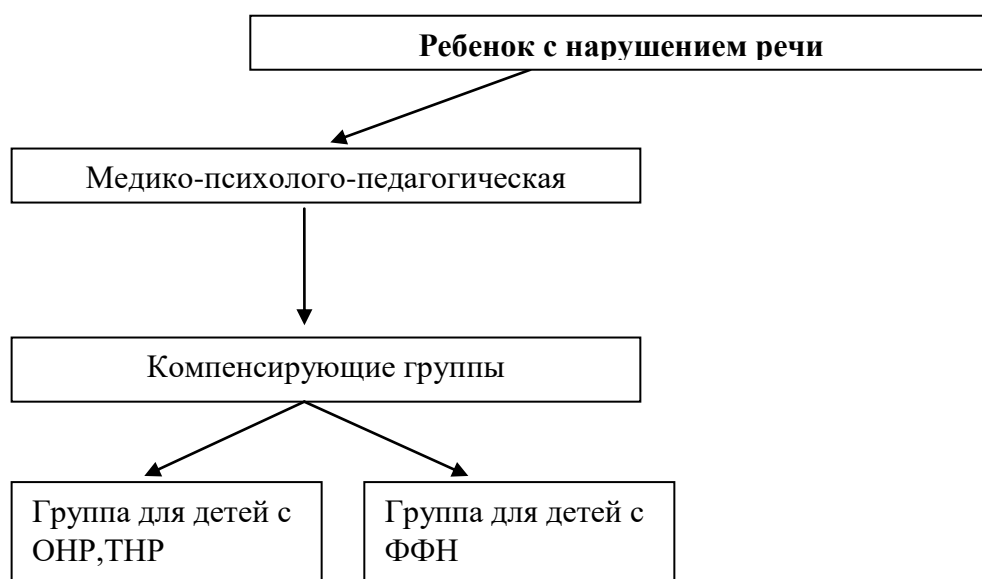 Ребенок с нарушением речи
Медико-психолого-педагогическая
Компенсирующие группы
Группа для детей с
ОНР,ТНР
Группа для детей с
ФФН